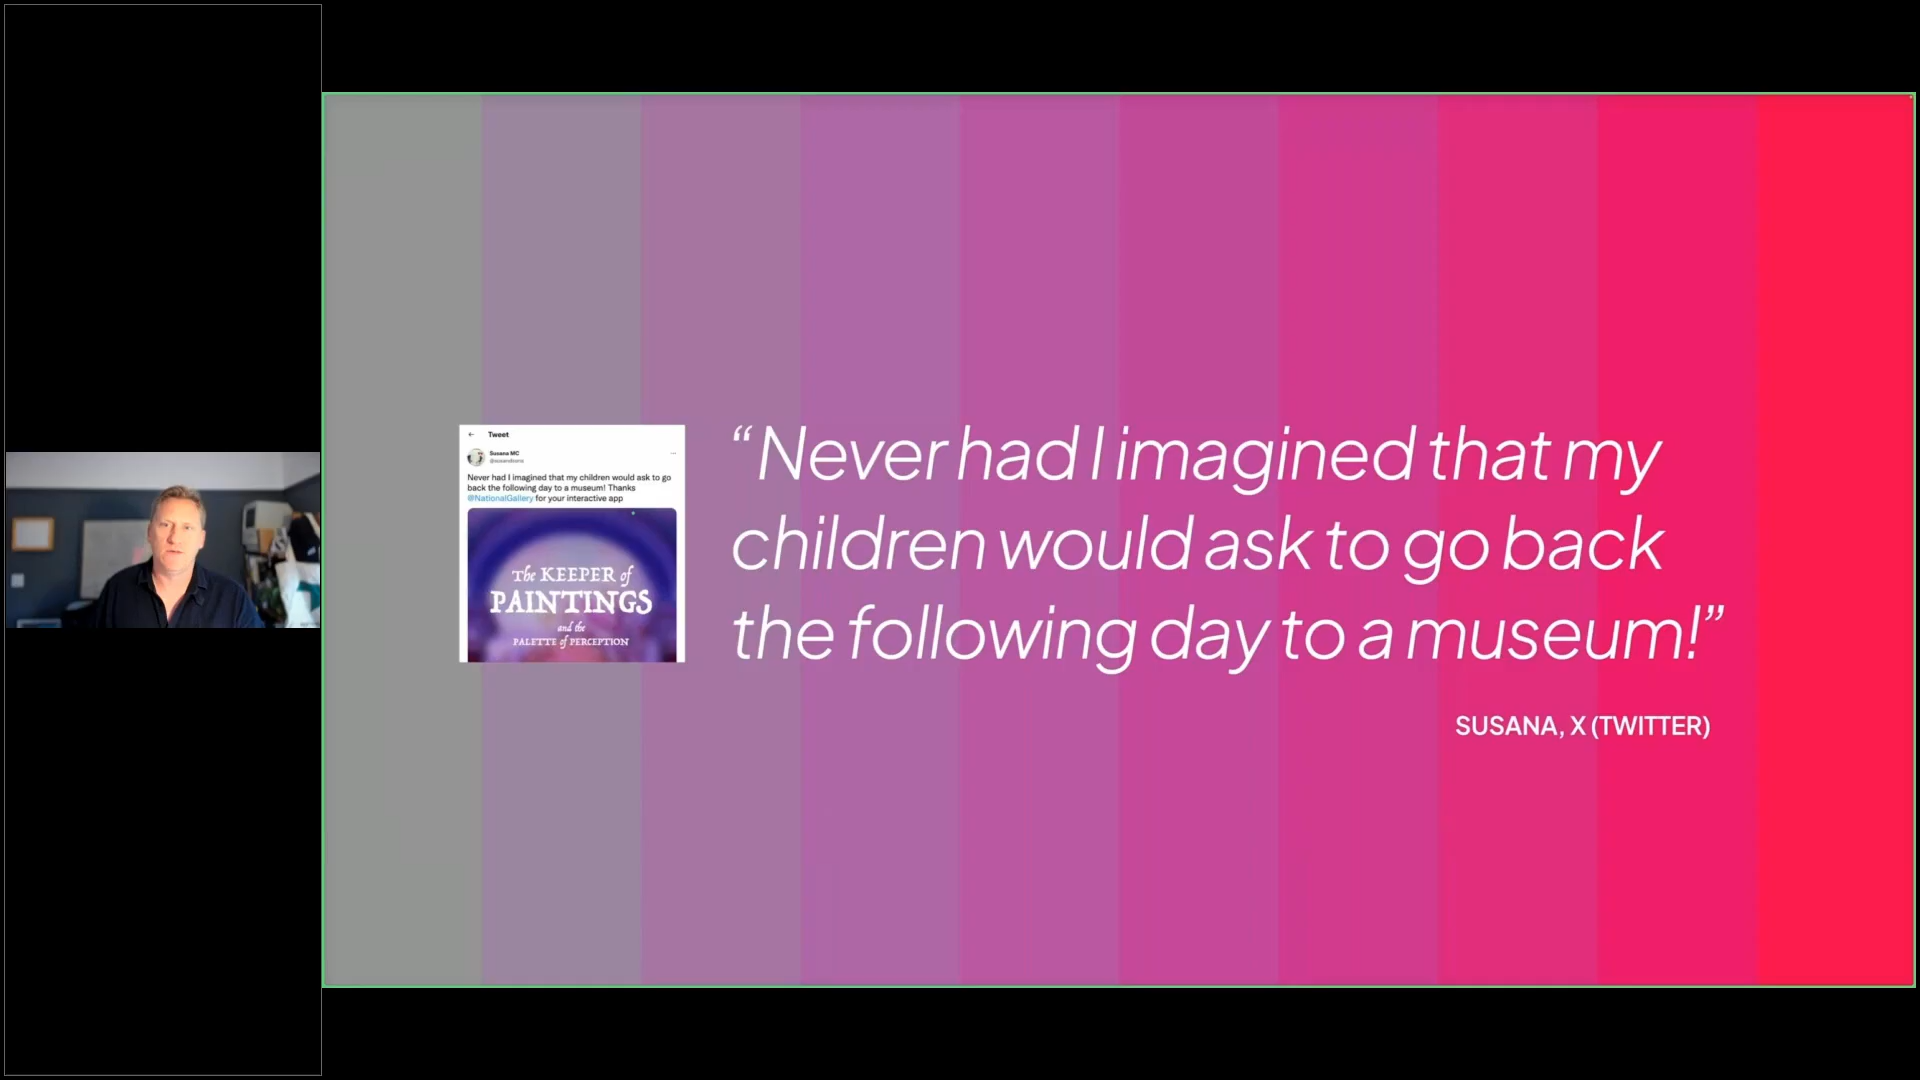 ← Tweet
Susana MC
Never had I imagined that my children would ask to go
back the following day to a museum! Thanks
@NationalGallery for your interactive app
The KEEPER of
PAINTINGS
and the
PALETTE of PERCEPTION
“Never had I imagined that my
children would ask to go back
the following day to a museum!”
SUSANA, X (TWITTER)